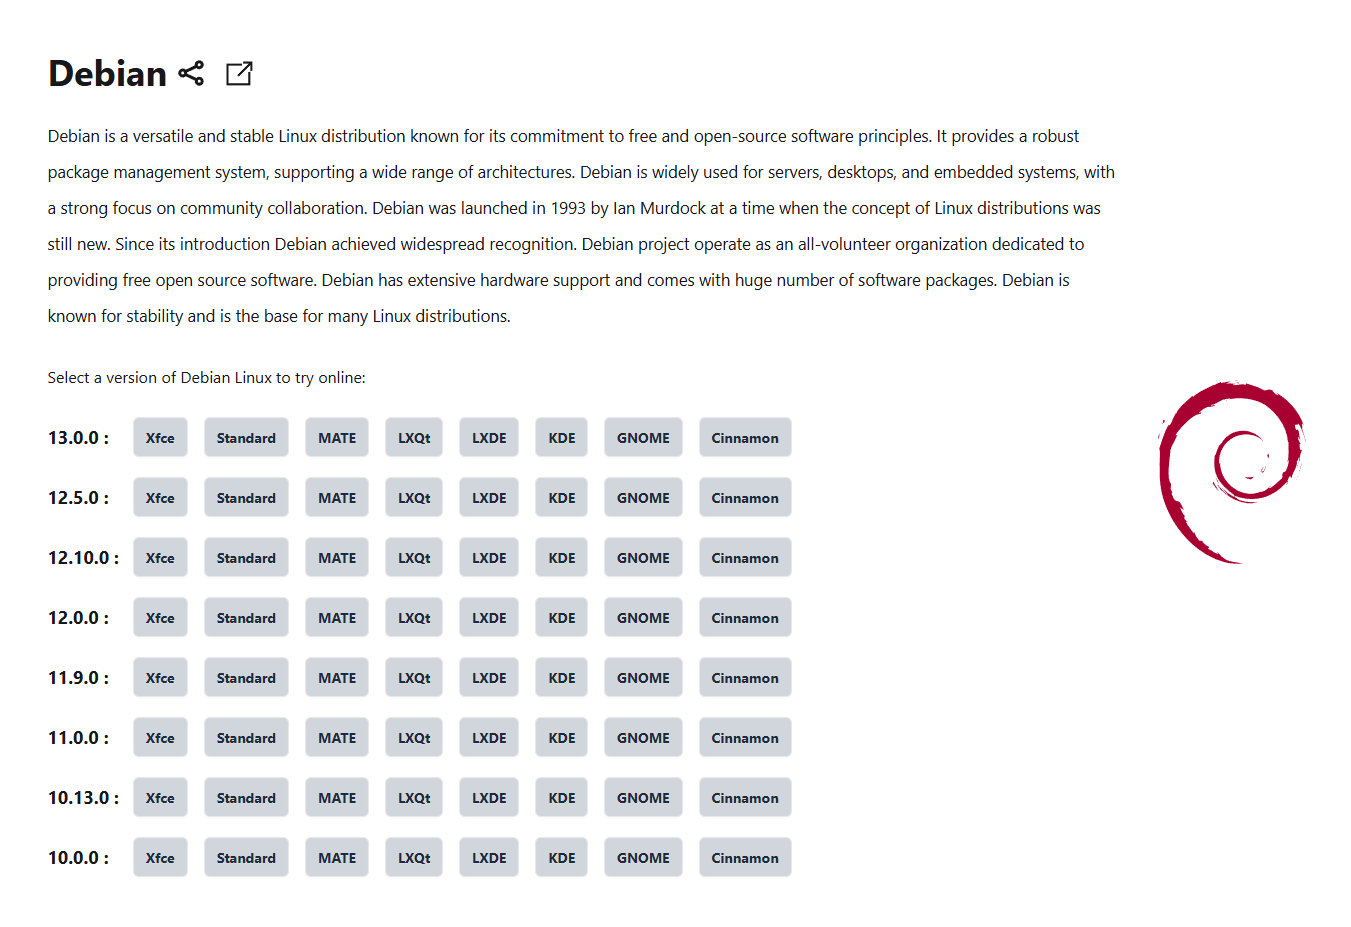 Debian
Debian is a versatile and stable Linux distribution known for its commitment to free and open-source software principles. It provides a robust
package management system, supporting a wide range of architectures. Debian is widely used for servers, desktops, and embedded systems, with
a strong focus on community collaboration. Debian was launched in 1993 by Ian Murdock at a time when the concept of Linux distributions was
still new. Since its introduction Debian achieved widespread recognition. Debian project operate as an all-volunteer organization dedicated to
providing free open source software. Debian has extensive hardware support and comes with huge number of software packages. Debian is
known for stability and is the base for many Linux distributions.
Select a version of Debian Linux to try online:
13.0.0 : Xfce Standard MATE LXQt LXDE KDE GNOME Cinnamon
12.5.0 : Xfce Standard MATE LXQt LXDE KDE GNOME Cinnamon
12.10.0 : Xfce Standard MATE LXQt LXDE KDE GNOME Cinnamon
12.0.0 : Xfce Standard MATE LXQt LXDE KDE GNOME Cinnamon
11.9.0 : Xfce Standard MATE LXQt LXDE KDE GNOME Cinnamon
11.0.0 : Xfce Standard MATE LXQt LXDE KDE GNOME Cinnamon
10.13.0 : Xfce Standard MATE LXQt LXDE KDE GNOME Cinnamon
10.0.0 : Xfce Standard MATE LXQt LXDE KDE GNOME Cinnamon